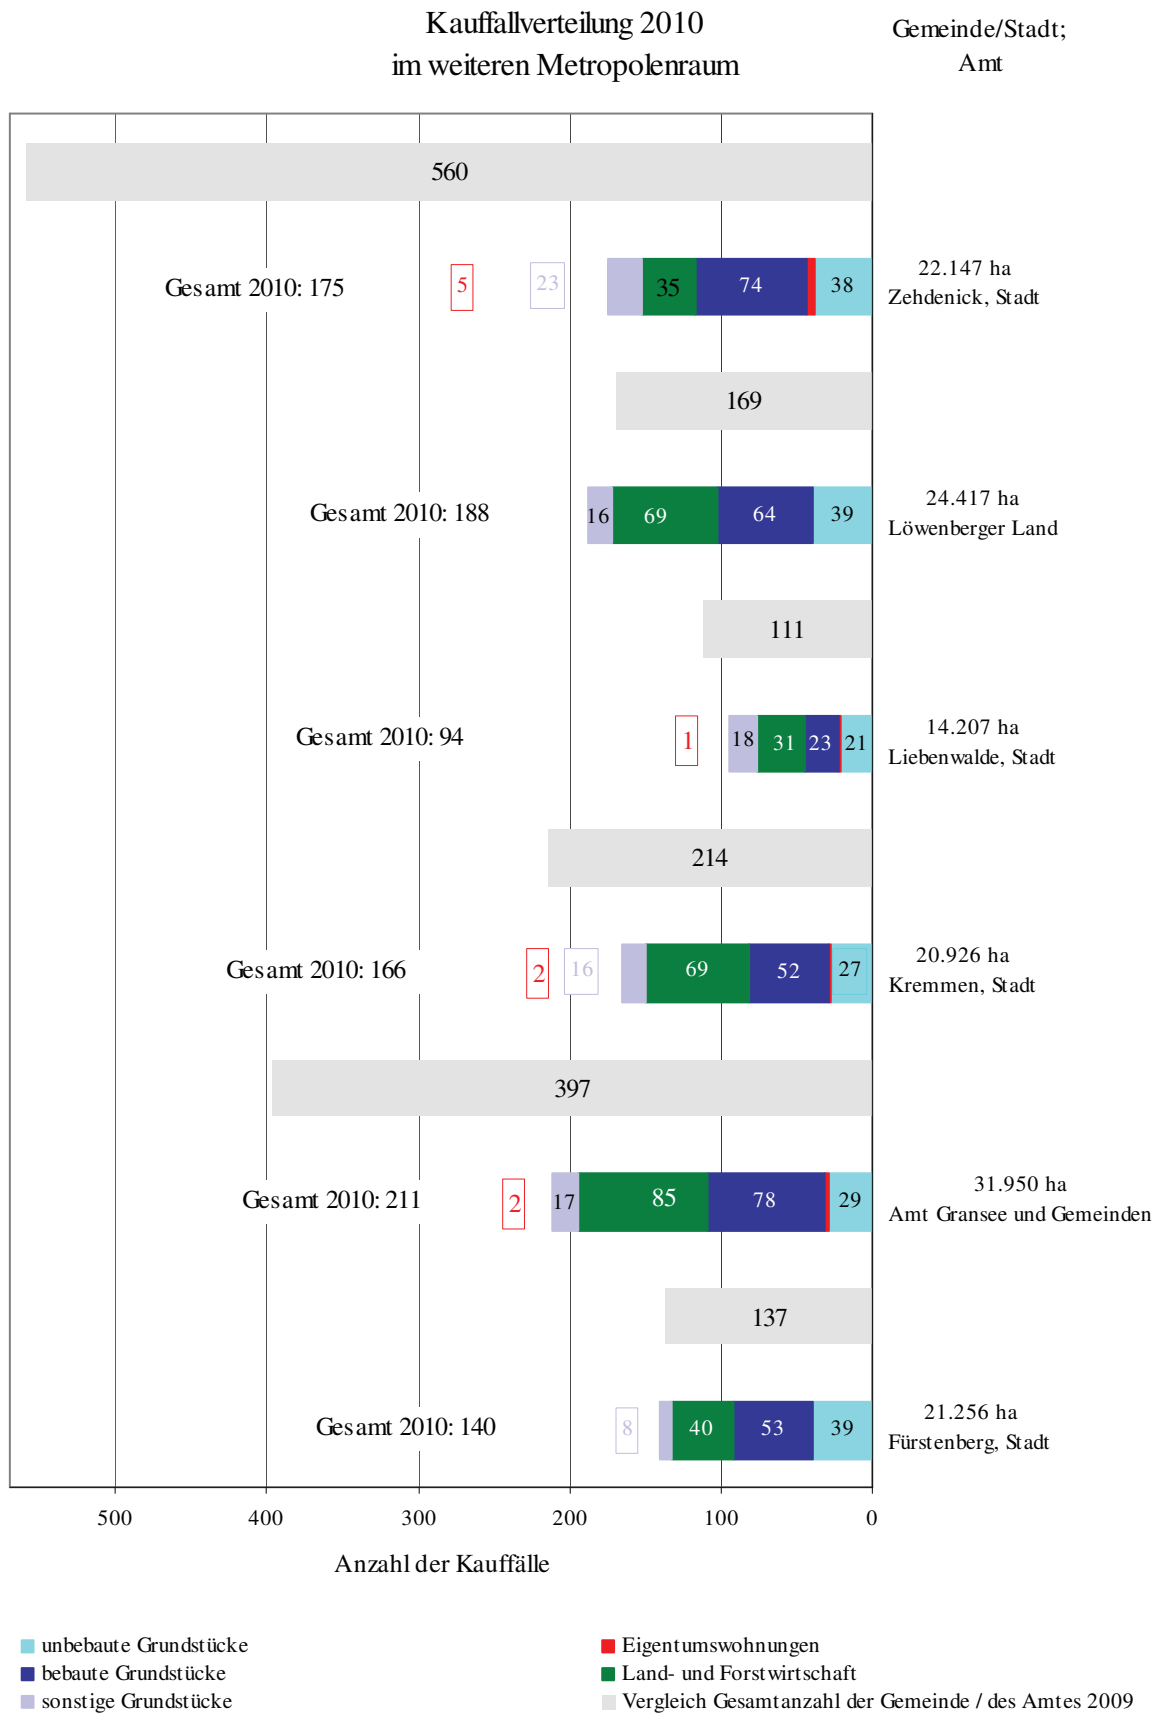 Kauffallverteilung 2010
im weiteren Metropolenraum
Gemeinde/Stadt;
Amt
560
Gesamt 2010: 175
5
23
35
74
38
22.147 ha
Zehdenick, Stadt
169
Gesamt 2010: 188
16
69
64
39
24.417 ha
Löwenberger Land
111
Gesamt 2010: 94
1
18
31
23
21
14.207 ha
Liebenwalde, Stadt
214
Gesamt 2010: 166
2
16
69
52
27
20.926 ha
Kremmen, Stadt
397
Gesamt 2010: 211
2
17
85
78
29
31.950 ha
Amt Gransee und Gemeinden
137
Gesamt 2010: 140
8
40
53
39
21.256 ha
Fürstenberg, Stadt
500
400
300
200
100
0
Anzahl der Kauffälle
unbebaute Grundstücke
bebaute Grundstücke
sonstige Grundstücke
Eigentumswohnungen
Land- und Forstwirtschaft
Vergleich Gesamtanzahl der Gemeinde / des Amtes 2009